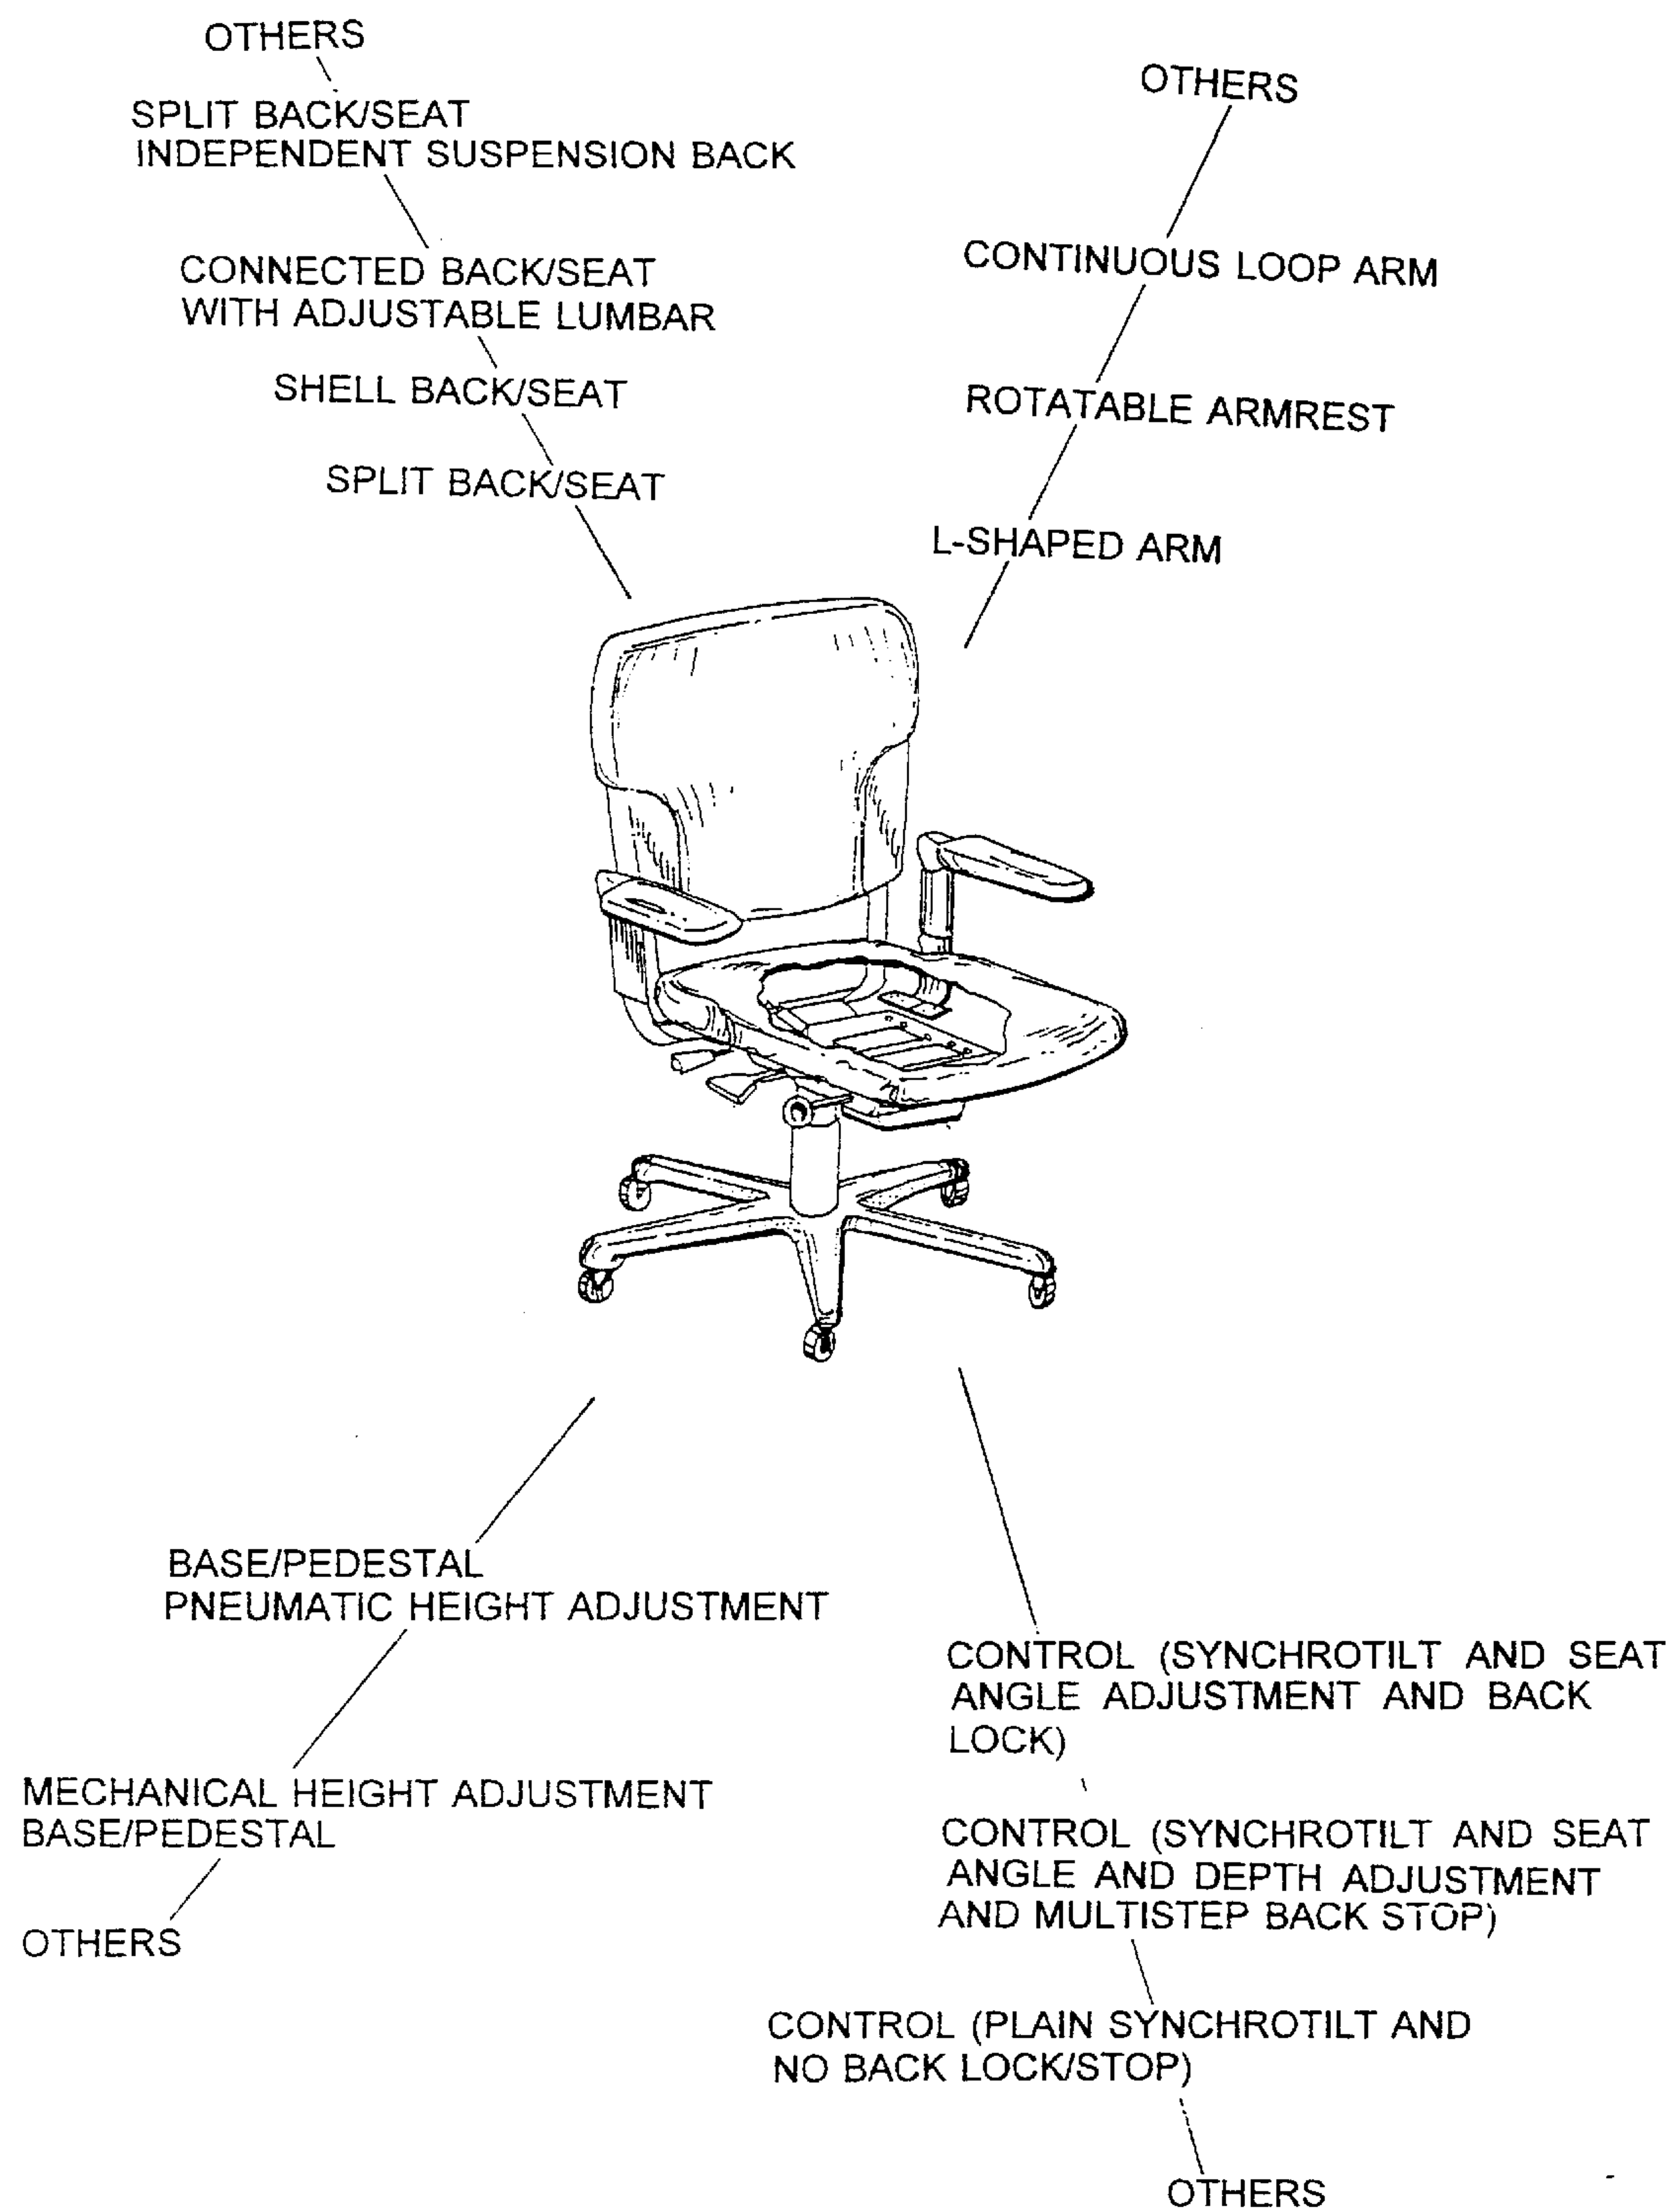 OTHERS
SPLIT BACK/SEAT
INDEPENDENT SUSPENSION BACK
CONNECTED BACK/SEAT
WITH ADJUSTABLE LUMBAR
SHELL BACK/SEAT
SPLIT BACK/SEAT
OTHERS
CONTINUOUS LOOP ARM
ROTATABLE ARMREST
L-SHAPED ARM
BASE/PEDESTAL
PNEUMATIC HEIGHT ADJUSTMENT
MECHANICAL HEIGHT ADJUSTMENT
BASE/PEDESTAL
OTHERS
CONTROL (SYNCHROTILT AND SEAT
ANGLE ADJUSTMENT AND BACK
LOCK)
CONTROL (SYNCHROTILT AND SEAT
ANGLE AND DEPTH ADJUSTMENT
AND MULTISTEP BACK STOP)
CONTROL (PLAIN SYNCHROTILT AND
NO BACK LOCK/STOP)
OTHERS